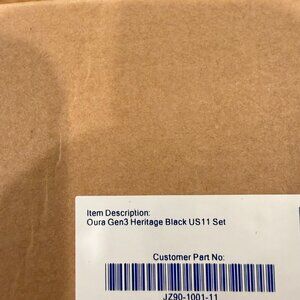 Item Description:
Oura Gen3 Heritage Black US11 Set
Customer Part No:
JZ90-1001-11